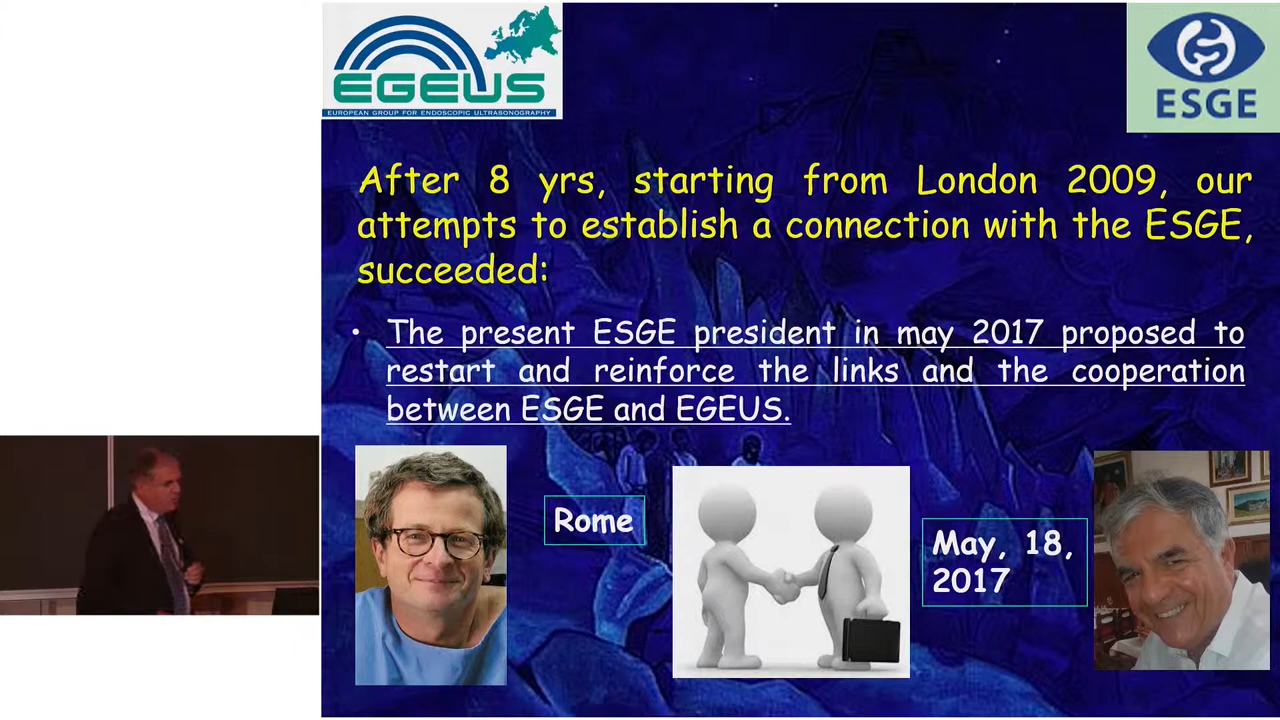 EGEUS
EUROPEAN GROUP FOR ENDOSCOPIC ULTRASONOGRAPHY
ESGE
After 8 yrs, starting from London 2009, our
attempts to establish a connection with the ESGE,
succeeded:
• The present ESGE president in may 2017 proposed to
restart and reinforce the links and the cooperation
between ESGE and EGEUS.
Rome
May, 18,
2017